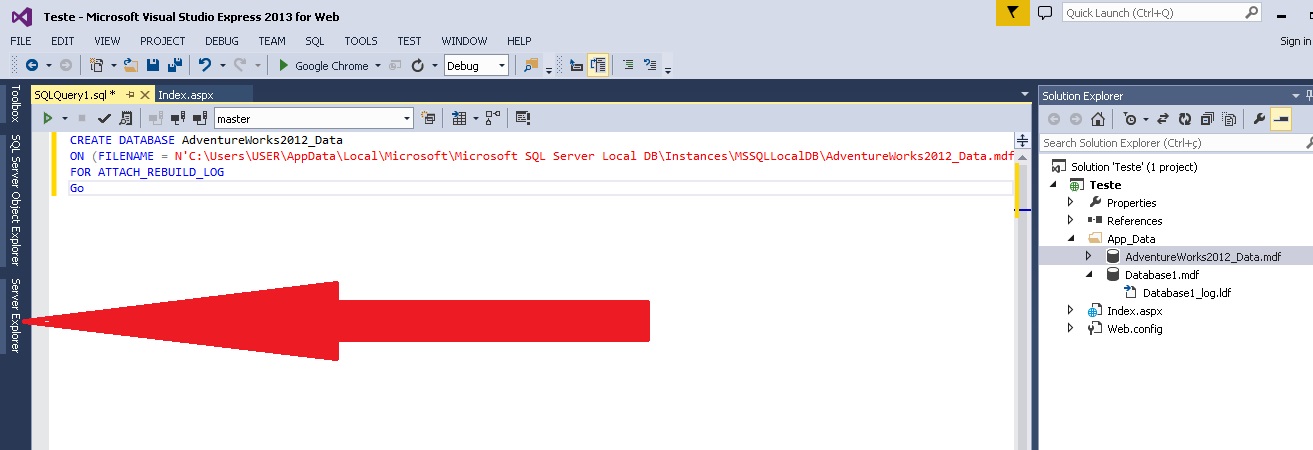 Teste - Microsoft Visual Studio Express 2013 for Web
Quick Launch (Ctrl+Q)
FILE EDIT VIEW PROJECT DEBUG TEAM SQL TOOLS TEST WINDOW HELP
Sign in
Google Chrome Debug
Toolbox
SQL Server Object Explorer
Server Explorer
SQLQuery1.sql * Index.aspx
master
CREATE DATABASE AdventureWorks2012_Data
ON (FILENAME = N'C:\Users\USER\AppData\Local\Microsoft\Microsoft SQL Server Local DB\Instances\MSSQLLocalDB\AdventureWorks2012_Data.mdf
FOR ATTACH_REBUILD_LOG
Go
Solution Explorer
Search Solution Explorer (Ctrl+ç)
Solution 'Teste' (1 project)
Teste
Properties
References
App_Data
AdventureWorks2012_Data.mdf
Database1.mdf
Database1_log.ldf
Index.aspx
Web.config